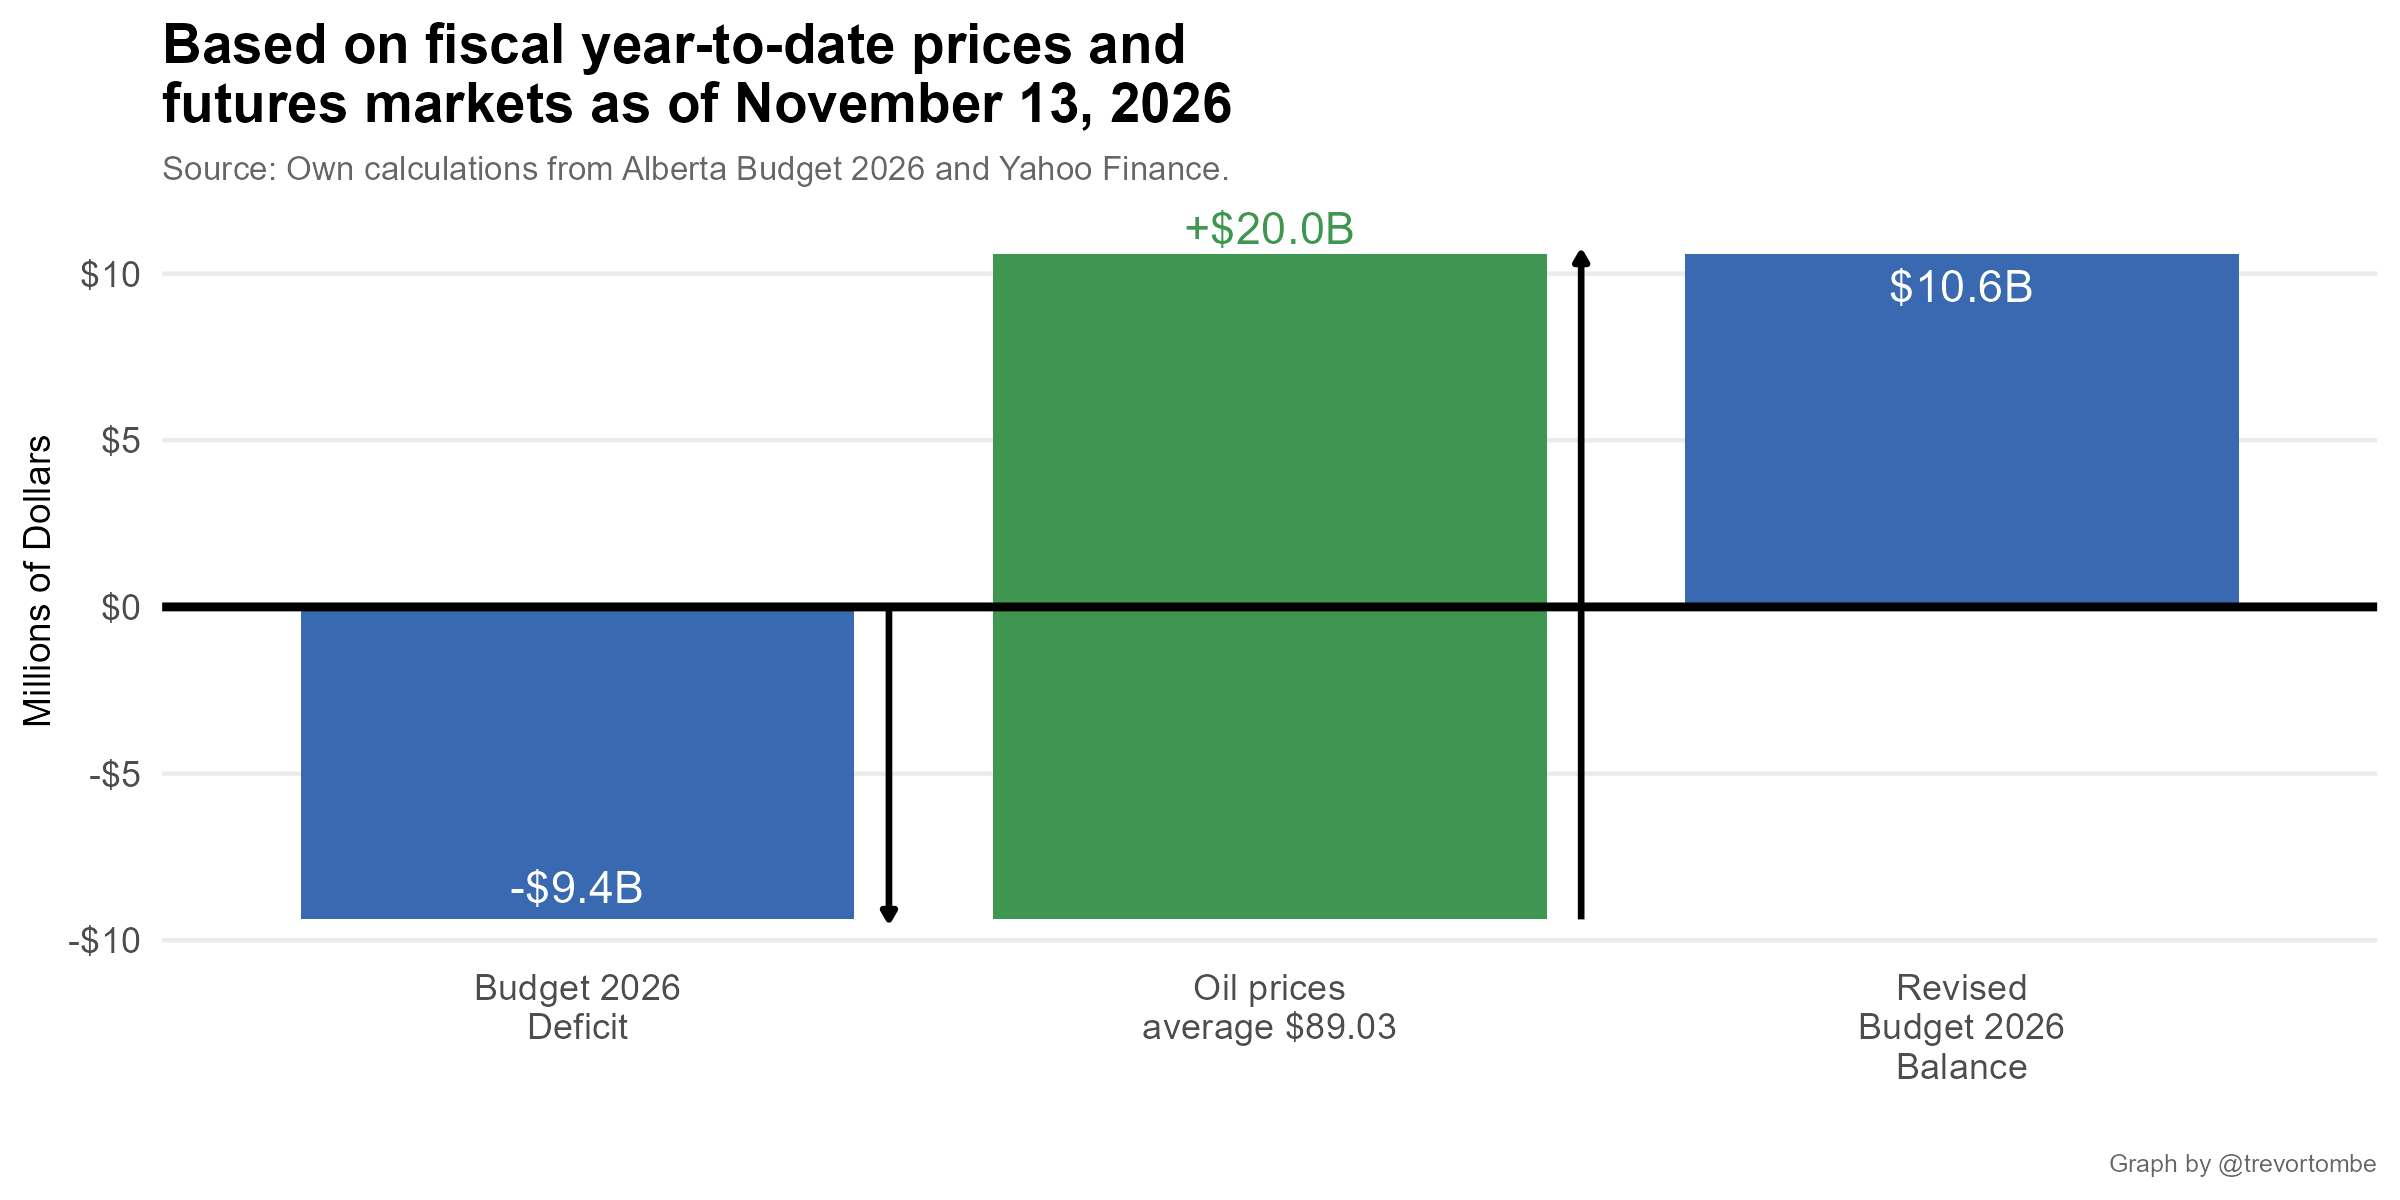 Based on fiscal year-to-date prices and
futures markets as of November 13, 2026
Source: Own calculations from Alberta Budget 2026 and Yahoo Finance.
Millions of Dollars
$10
$5
$0
-$5
-$10
-$9.4B
+$20.0B
$10.6B
Budget 2026
Deficit
Oil prices
average $89.03
Revised
Budget 2026
Balance
Graph by @trevortombe